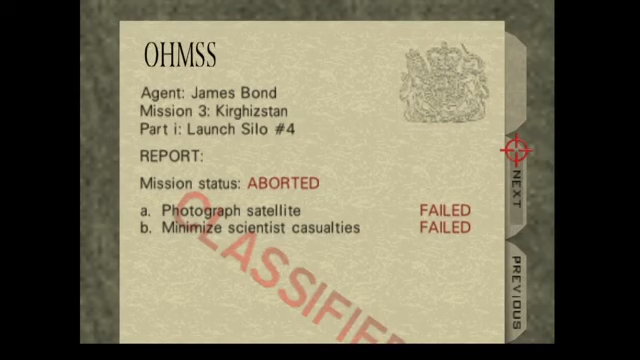 OHMSS
Agent: James Bond
Mission 3: Kirghizstan
Part i: Launch Silo #4
REPORT:
Mission status: ABORTED
a. Photograph satellite FAILED
b. Minimize scientist casualties FAILED
CLASSIFIED
NEXT
PREVIOUS